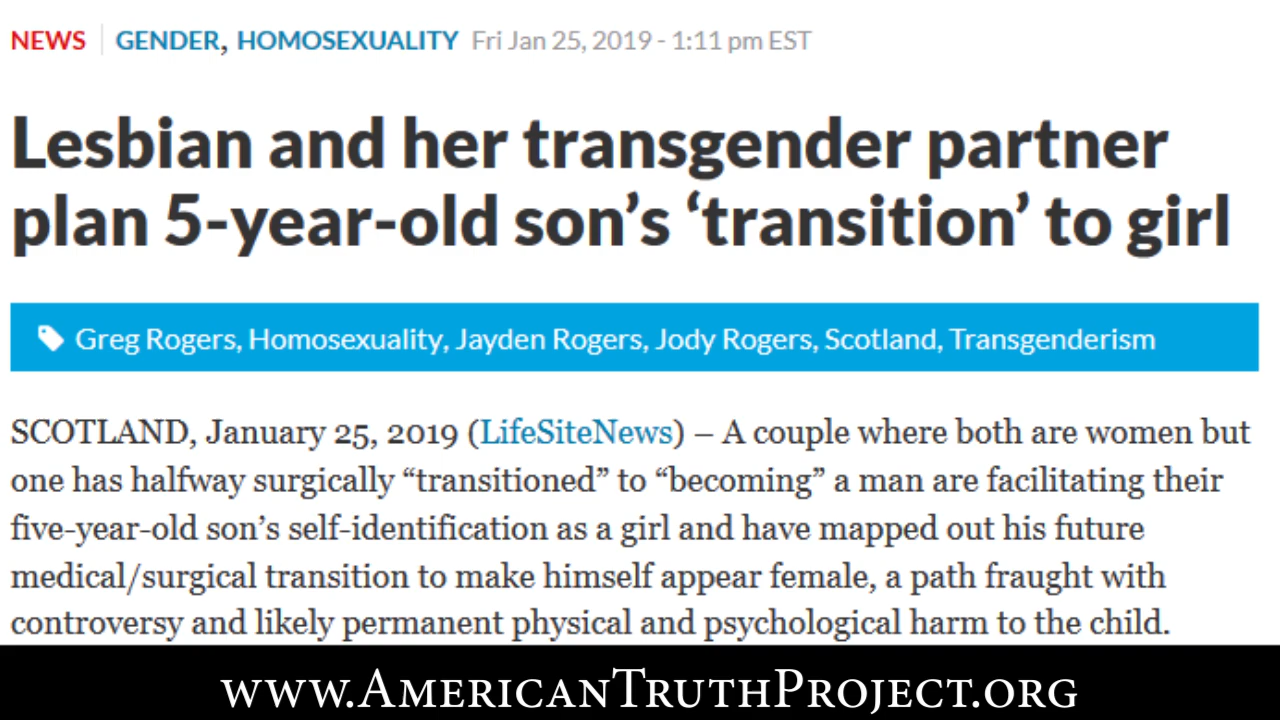 NEWS GENDER, HOMOSEXUALITY Fri Jan 25, 2019 - 1:11 pm EST
Lesbian and her transgender partner
plan 5-year-old son’s ‘transition’ to girl
Greg Rogers, Homosexuality, Jayden Rogers, Jody Rogers, Scotland, Transgenderism
SCOTLAND, January 25, 2019 (LifeSiteNews) – A couple where both are women but
one has halfway surgically “transitioned” to “becoming” a man are facilitating their
five-year-old son’s self-identification as a girl and have mapped out his future
medical/surgical transition to make himself appear female, a path fraught with
controversy and likely permanent physical and psychological harm to the child.
www.AmericanTruthProject.org